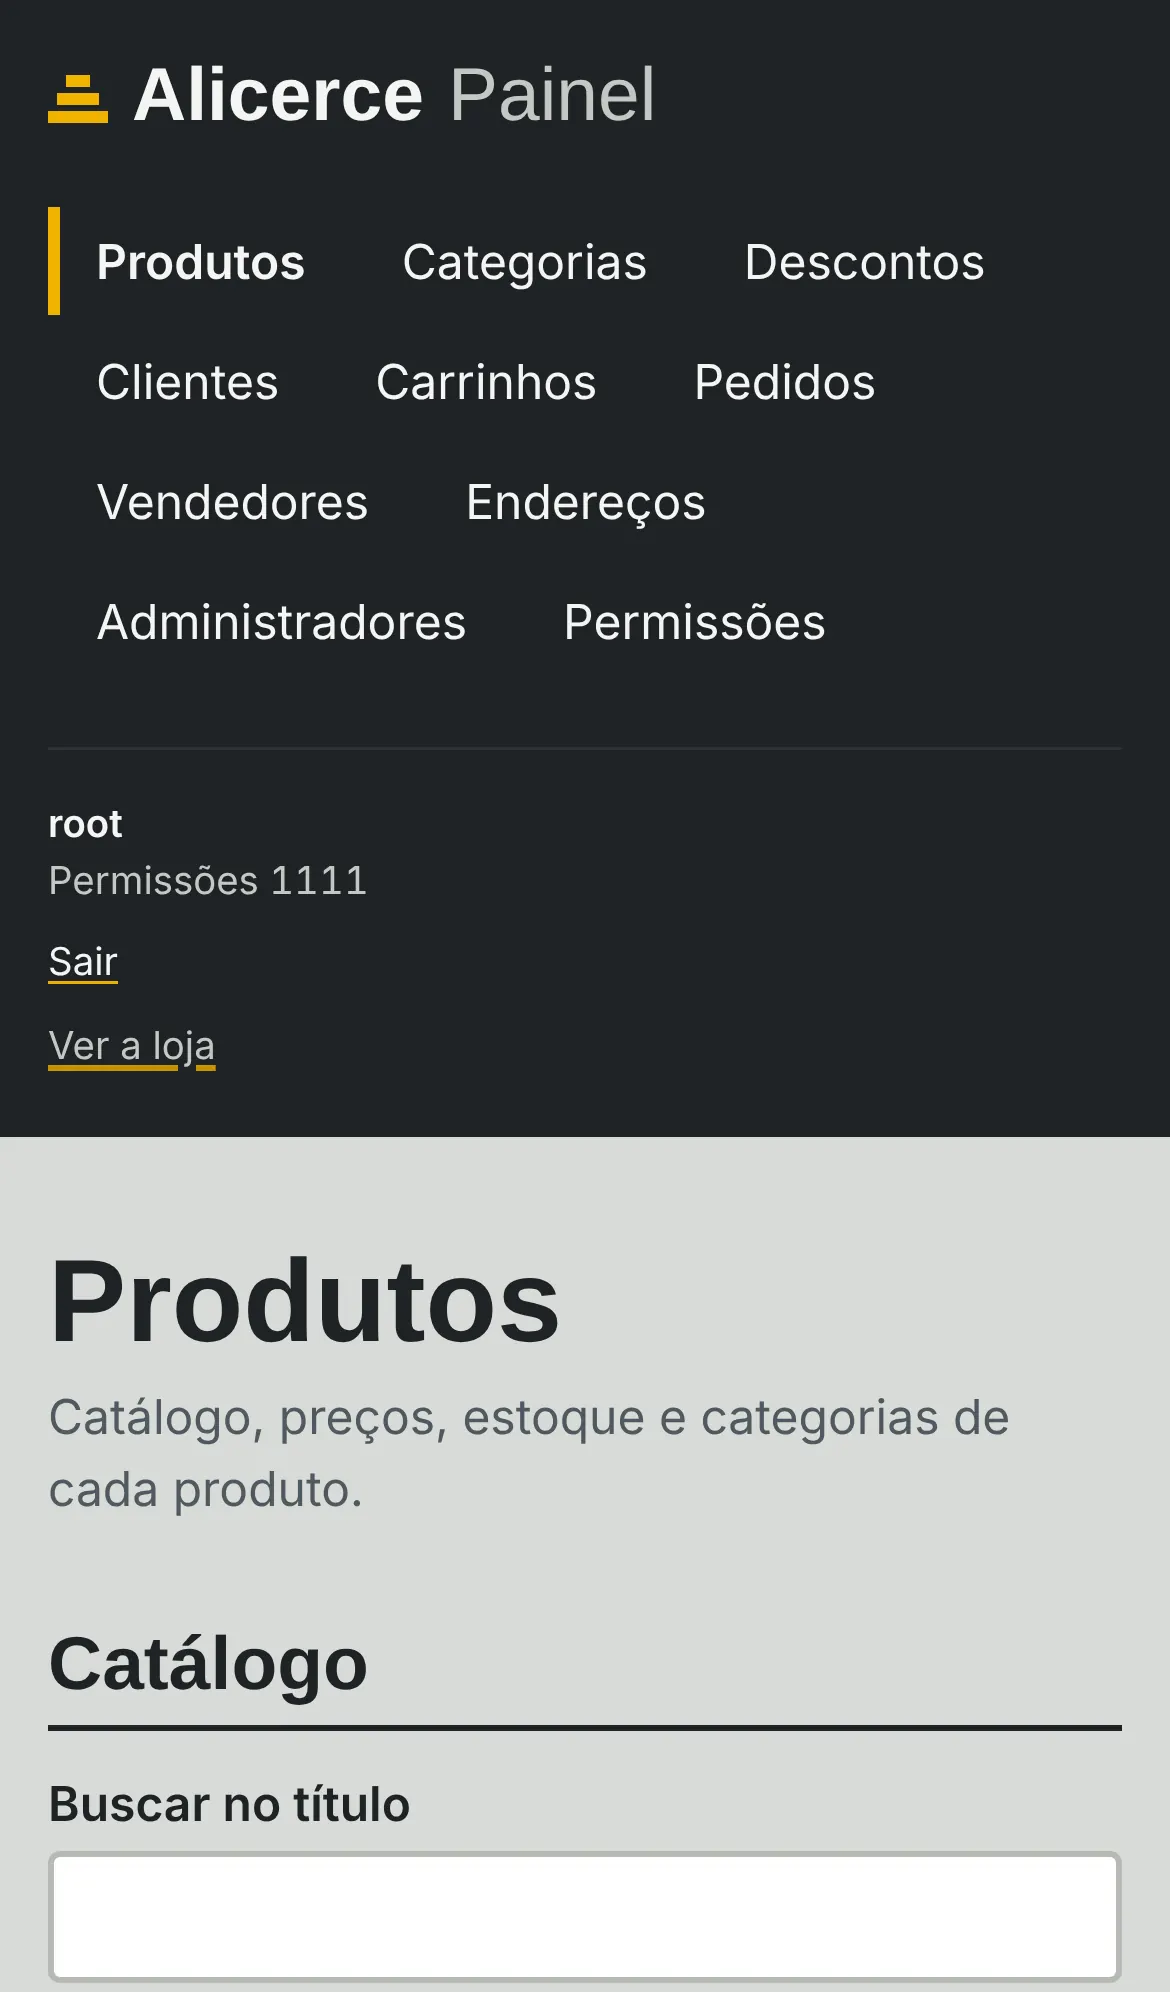 Alicerce Painel
Produtos Categorias Descontos
Clientes Carrinhos Pedidos
Vendedores Endereços
Administradores Permissões
root
Permissões 1111
Sair
Ver a loja
Produtos
Catálogo, preços, estoque e categorias de
cada produto.
Catálogo
Buscar no título